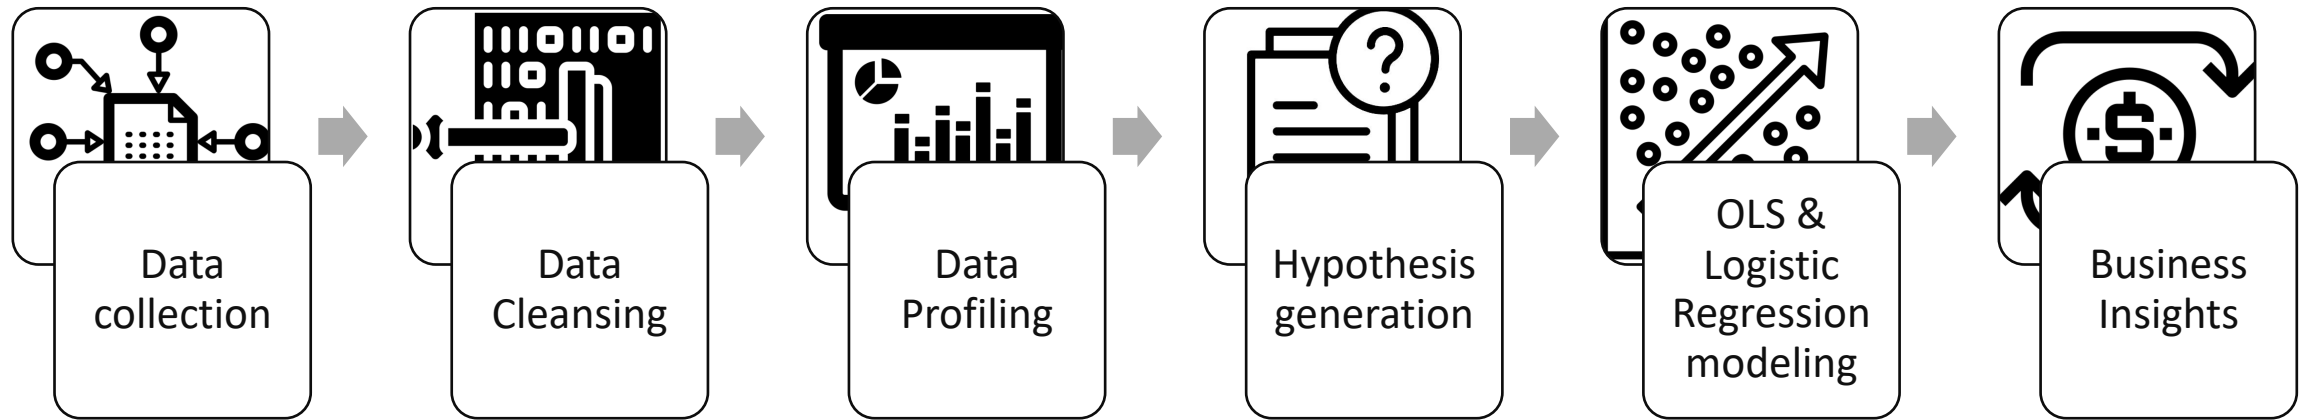 Data
collection
Data
Cleansing
Data
Profiling
?
Hypothesis
generation
OLS &
Logistic
Regression
modeling
$
Business
Insights